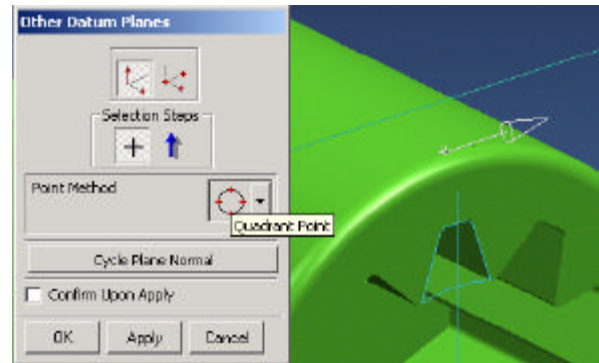 Other Datum Planes
Selection Steps
Point Method
Quadrant Point
Cycle Plane Normal
Confirm Upon Apply
OK Apply Cancel